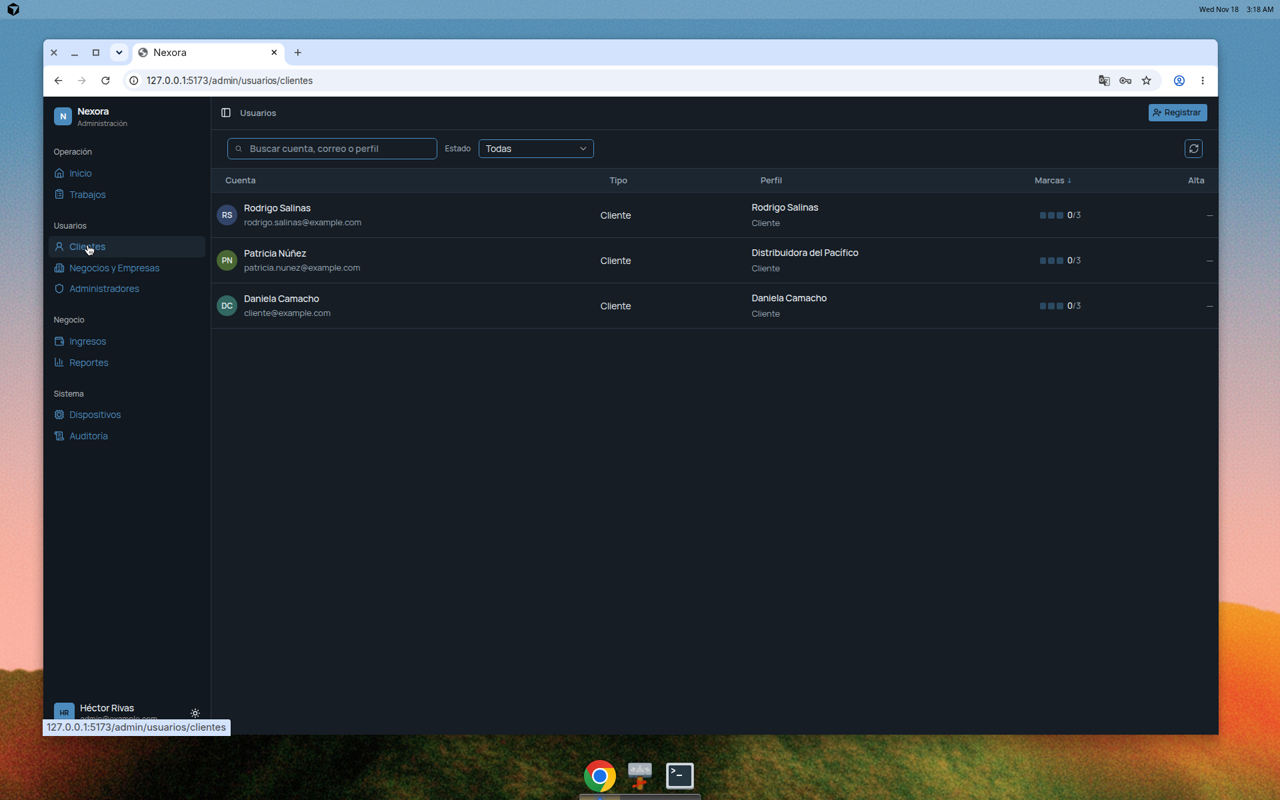 Wed Nov 18 3:18 AM
Nexora
127.0.0.1:5173/admin/usuarios/clientes
N
Nexora
Administración
Operación
Inicio
Trabajos
Usuarios
Clientes
Negocios y Empresas
Administradores
Negocio
Ingresos
Reportes
Sistema
Dispositivos
Auditoría
HR
Héctor Rivas
admin@example.com
127.0.0.1:5173/admin/usuarios/clientes
Usuarios
Registrar
Buscar cuenta, correo o perfil
Estado
Todas
Cuenta Tipo Perfil Marcas ↓ Alta
RS
Rodrigo Salinas
rodrigo.salinas@example.com
Cliente
Rodrigo Salinas
Cliente
0/3
—
PN
Patricia Núñez
patricia.nunez@example.com
Cliente
Distribuidora del Pacífico
Cliente
0/3
—
DC
Daniela Camacho
cliente@example.com
Cliente
Daniela Camacho
Cliente
0/3
—